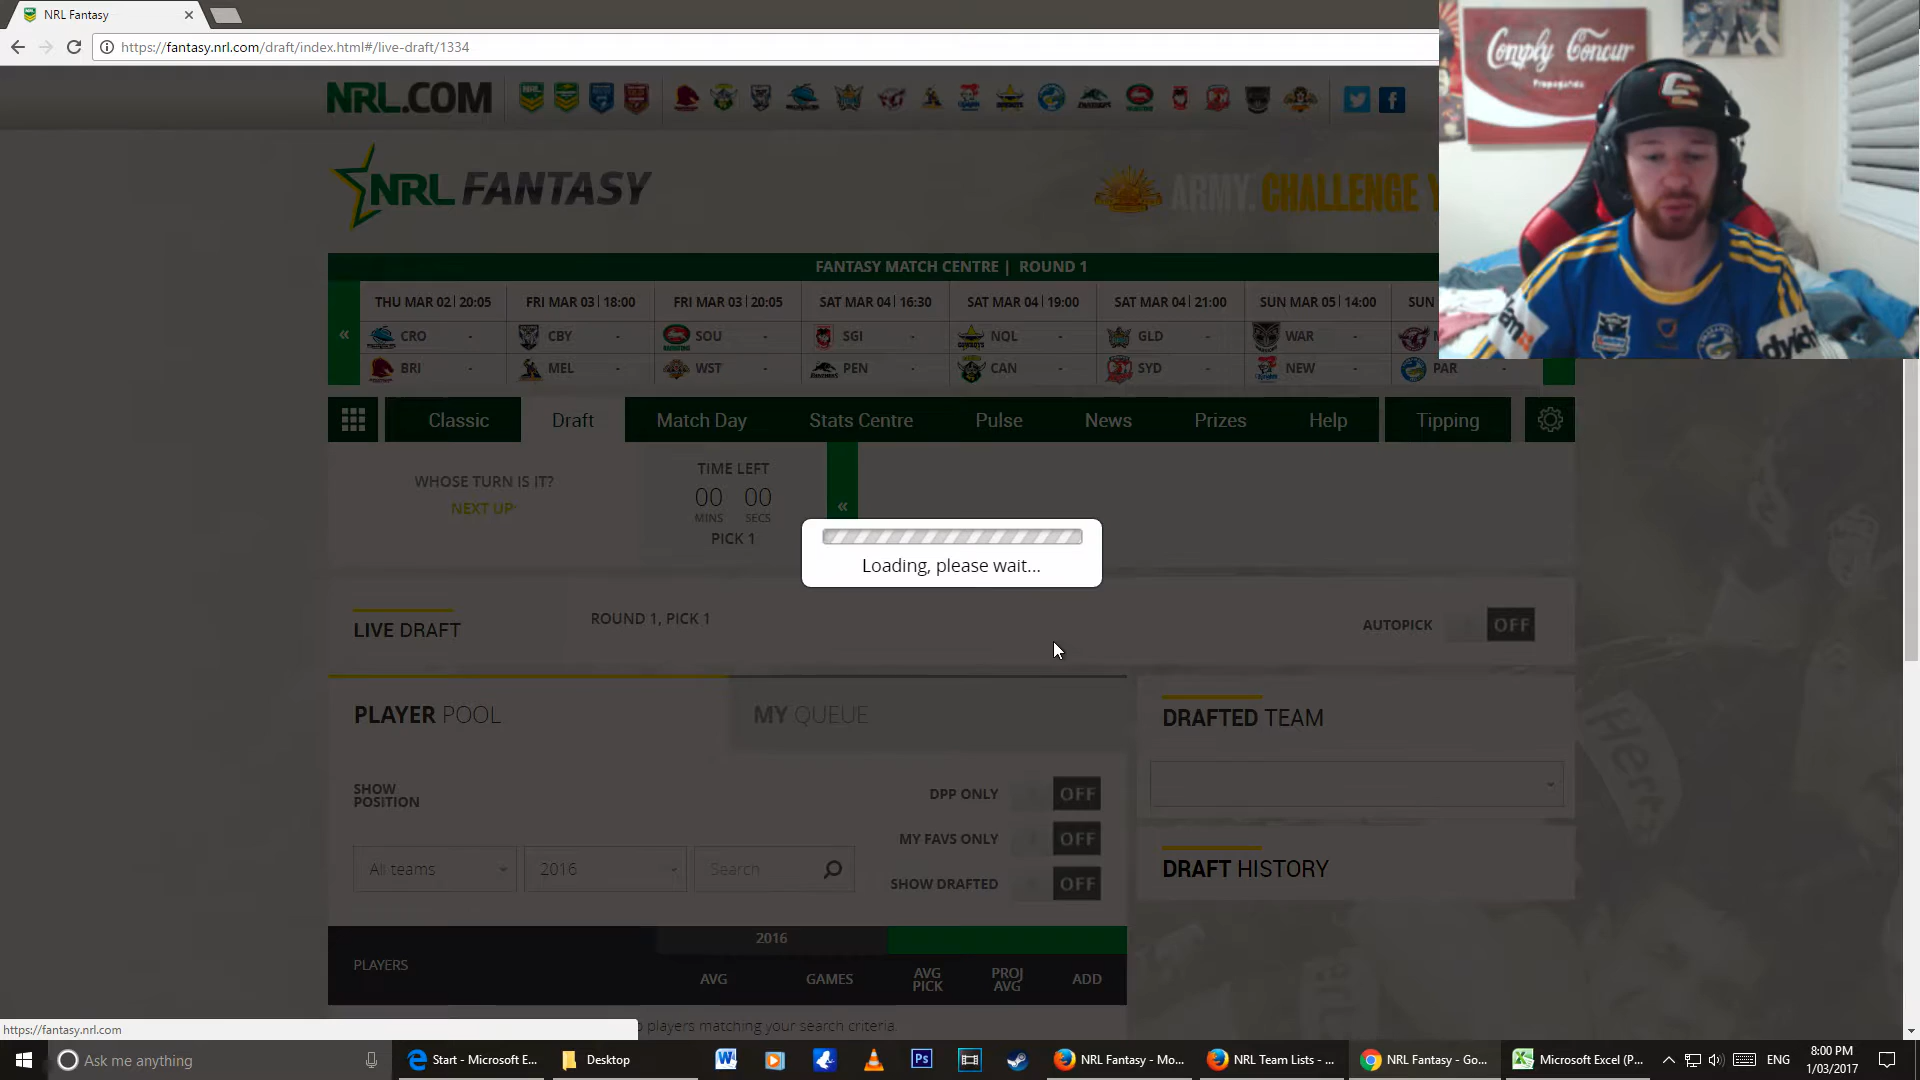 NRL Fantasy
https://fantasy.nrl.com/draft/index.html#/live-draft/1334
Comply Concur
Propaganda
NRL.COM
NRL FANTASY
ARMY. CHALLENGE Y
FANTASY MATCH CENTRE | ROUND 1
THU MAR 02 | 20:05 FRI MAR 03 | 18:00 FRI MAR 03 | 20:05 SAT MAR 04 | 16:30 SAT MAR 04 | 19:00 SAT MAR 04 | 21:00 SUN MAR 05 | 14:00 SUN
« CRO - CBY - SOU - SGI - NQL - GLD - WAR - M
BRI - MEL - WST - PEN - CAN - SYD - NEW - PAR -
Classic Draft Match Day Stats Centre Pulse News Prizes Help Tipping
WHOSE TURN IS IT?
NEXT UP:
TIME LEFT
00 00
MINS SECS
PICK 1
«
Loading, please wait...
LIVE DRAFT
ROUND 1, PICK 1
AUTOPICK OFF
PLAYER POOL
MY QUEUE
DRAFTED TEAM
SHOW
POSITION
DPP ONLY OFF
MY FAVS ONLY OFF
All teams 2016 Search
SHOW DRAFTED OFF
DRAFT HISTORY
2016
PLAYERS
AVG GAMES AVG
PICK PROJ
AVG ADD
players matching your search criteria.
https://fantasy.nrl.com
Ask me anything
Start - Microsoft E...
Desktop
NRL Fantasy - Mo...
NRL Team Lists - ...
NRL Fantasy - Go...
Microsoft Excel (P...
ENG
8:00 PM
1/03/2017